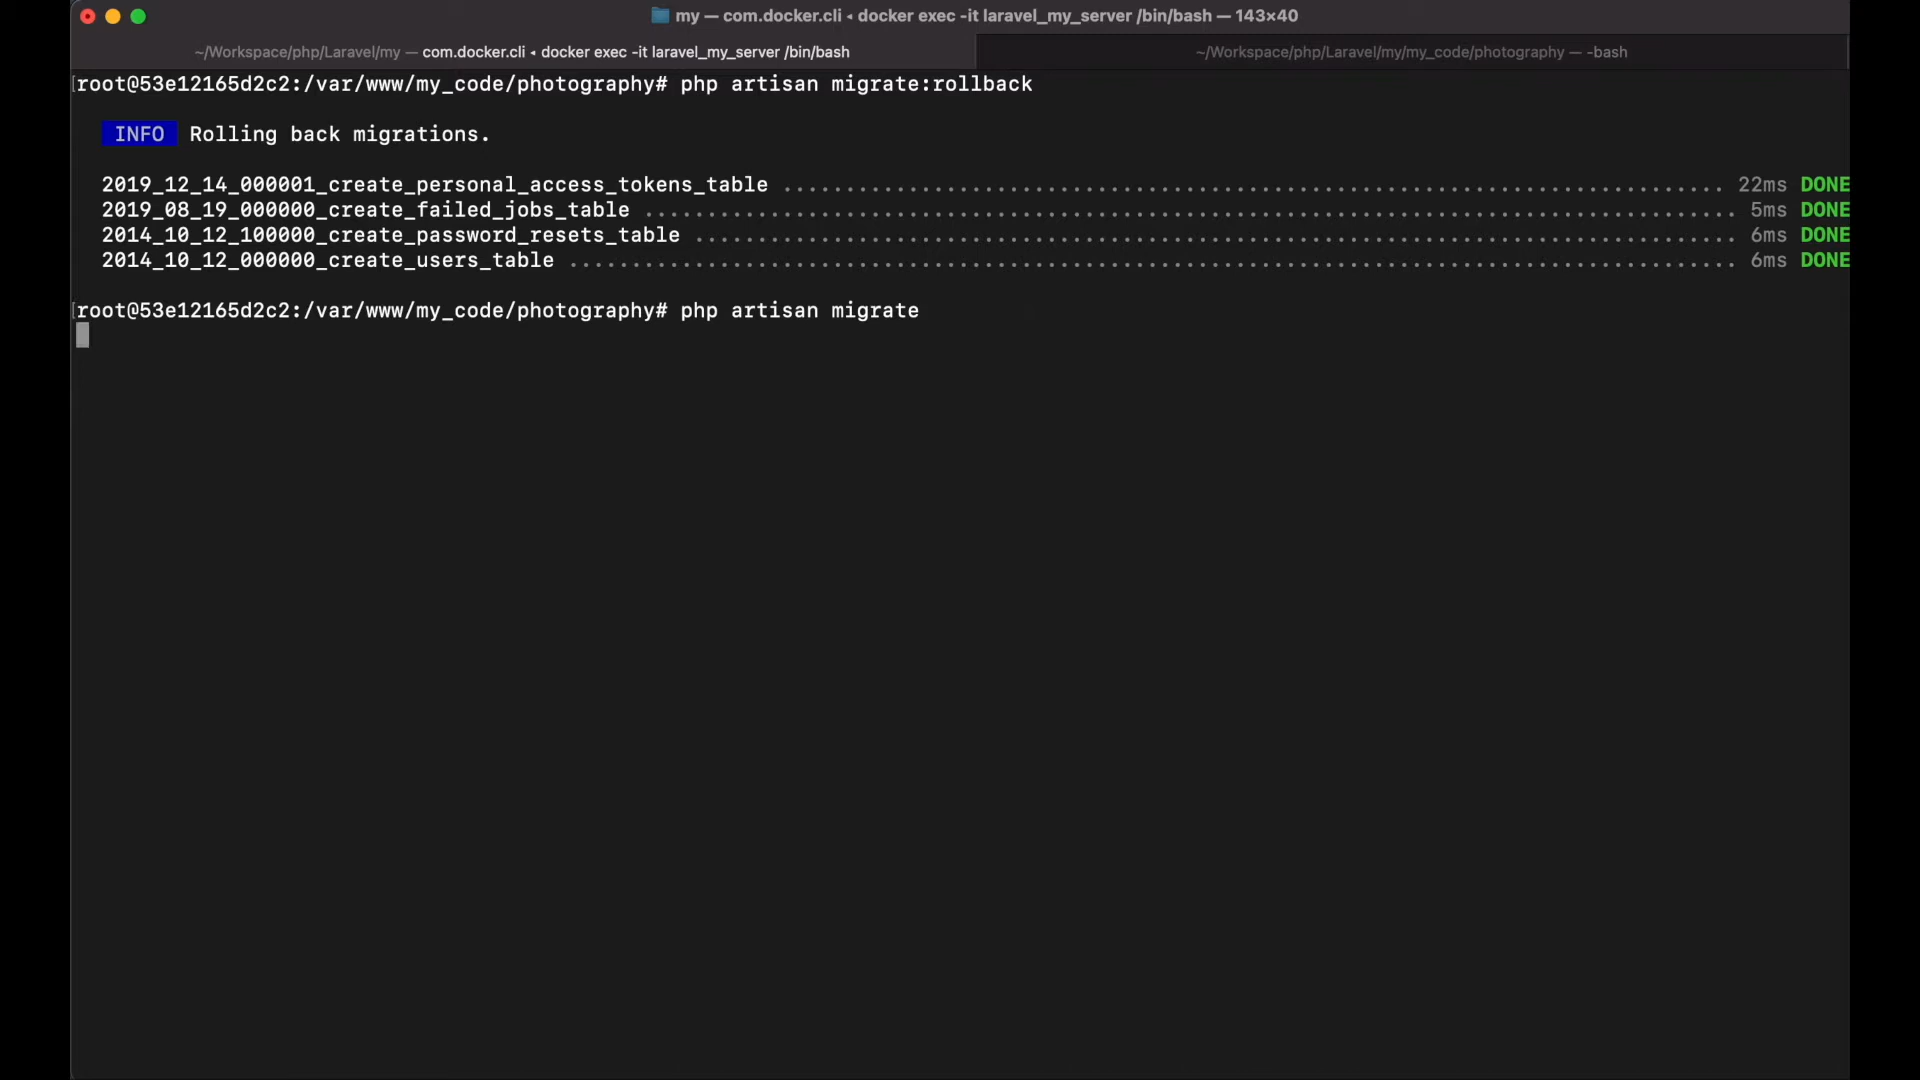 my — com.docker.cli ◂ docker exec -it laravel_my_server /bin/bash — 143×40
~/Workspace/php/Laravel/my — com.docker.cli ◂ docker exec -it laravel_my_server /bin/bash
~/Workspace/php/Laravel/my/my_code/photography — -bash
[root@53e12165d2c2:/var/www/my_code/photography# php artisan migrate:rollback
INFO Rolling back migrations.
2019_12_14_000001_create_personal_access_tokens_table ........................................................................... 22ms DONE
2019_08_19_000000_create_failed_jobs_table ....................................................................................... 5ms DONE
2014_10_12_100000_create_password_resets_table ................................................................................... 6ms DONE
2014_10_12_000000_create_users_table ............................................................................................. 6ms DONE
[root@53e12165d2c2:/var/www/my_code/photography# php artisan migrate